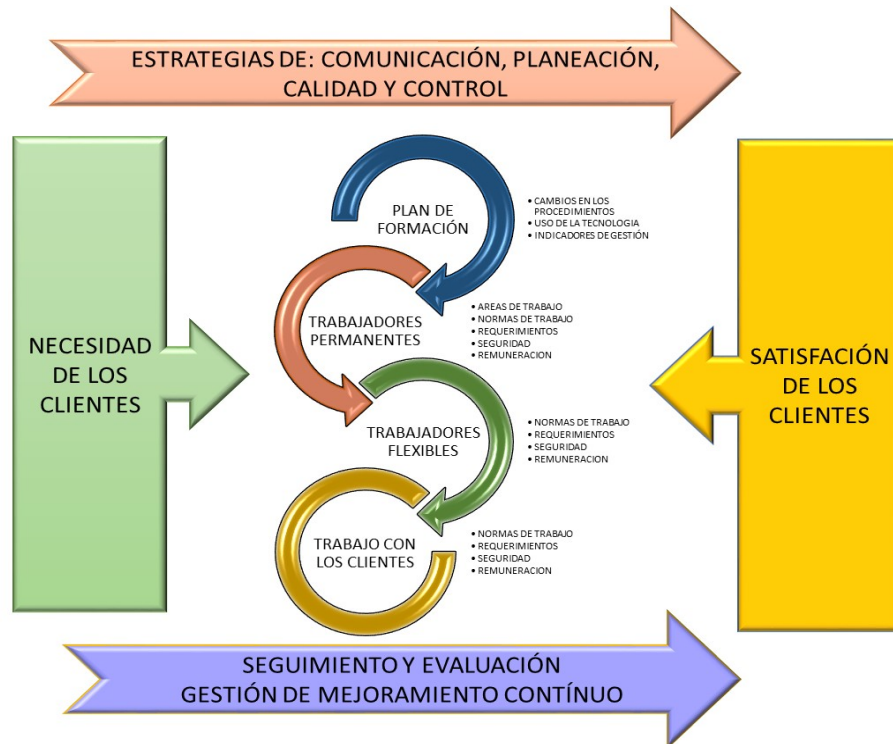 ESTRATEGIAS DE: COMUNICACIÓN, PLANEACIÓN,
CALIDAD Y CONTROL
NECESIDAD
DE LOS
CLIENTES
PLAN DE
FORMACIÓN
• CAMBIOS EN LOS
PROCEDIMIENTOS
• USO DE LA TECNOLOGIA
• INDICADORES DE GESTIÓN
TRABAJADORES
PERMANENTES
• AREAS DE TRABAJO
• NORMAS DE TRABAJO
• REQUERIMIENTOS
• SEGURIDAD
• REMUNERACION
TRABAJADORES
FLEXIBLES
• NORMAS DE TRABAJO
• REQUERIMIENTOS
• SEGURIDAD
• REMUNERACION
TRABAJO CON
LOS CLIENTES
• NORMAS DE TRABAJO
• REQUERIMIENTOS
• SEGURIDAD
• REMUNERACION
SATISFACCIÓN
DE LOS
CLIENTES
SEGUIMIENTO Y EVALUACIÓN
GESTIÓN DE MEJORAMIENTO CONTÍNUO